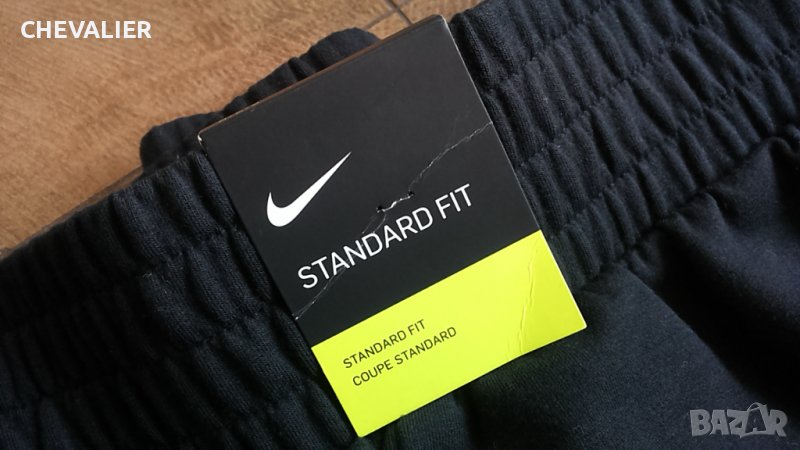 CHEVALIER
STANDARD FIT
STANDARD FIT
COUPE STANDARD
BAZAR